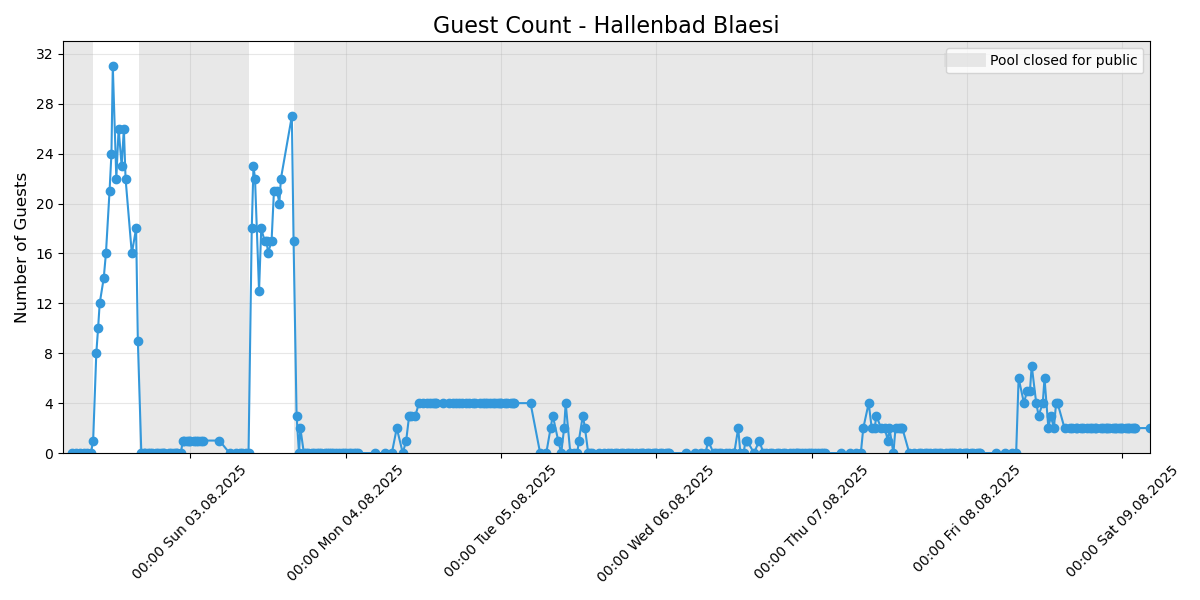 Guest Count - Hallenbad Blaesi
Pool closed for public
Number of Guests
32
28
24
20
16
12
8
4
0
00:00 Sun 03.08.2025
00:00 Mon 04.08.2025
00:00 Tue 05.08.2025
00:00 Wed 06.08.2025
00:00 Thu 07.08.2025
00:00 Fri 08.08.2025
00:00 Sat 09.08.2025